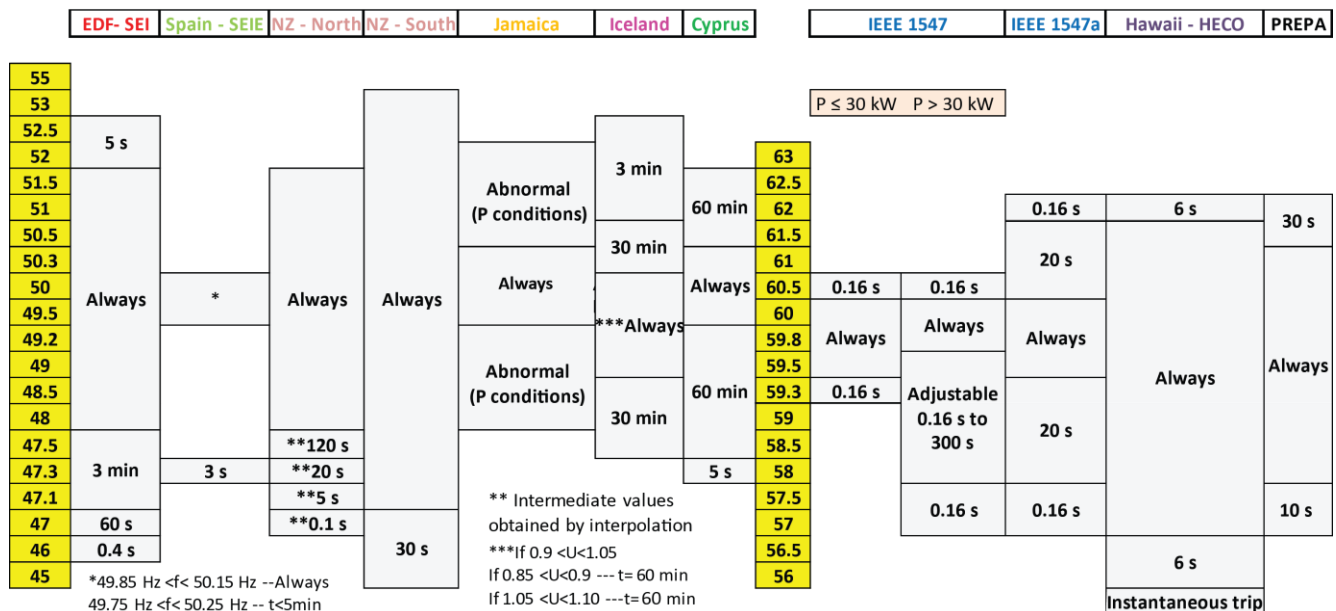 EDF- SEI Spain - SEIE NZ - North NZ - South Jamaica Iceland Cyprus IEEE 1547 IEEE 1547a Hawaii - HECO PREPA
55
53 P ≤ 30 kW P > 30 kW
52.5
5 s
52 63
3 min
51.5 62.5
Abnormal
(P conditions)
51 60 min 62 0.16 s 6 s
30 s
50.5 61.5
30 min
50.3 61
20 s
50 60.5 0.16 s 0.16 s
Always * Always Always Always Always
49.5 60
***Always
Always Always
49.2 59.8 Always
49 59.5
Abnormal
(P conditions)
Always Always
48.5 60 min 59.3 0.16 s
Adjustable
0.16 s to
300 s
48 59
30 min 20 s
47.5 **120 s 58.5
47.3 3 min 3 s **20 s 5 s 58
47.1 **5 s 57.5
** Intermediate values
obtained by interpolation
47 60 s **0.1 s 57 0.16 s 0.16 s 10 s
46 0.4 s 30 s 56.5
***If 0.9 <U<1.05
6 s
45 56
*49.85 Hz <f< 50.15 Hz --Always
If 0.85 <U<0.9 --- t= 60 min
49.75 Hz <f< 50.25 Hz -- t<5min
If 1.05 <U<1.10 --- t= 60 min
Instantaneous trip